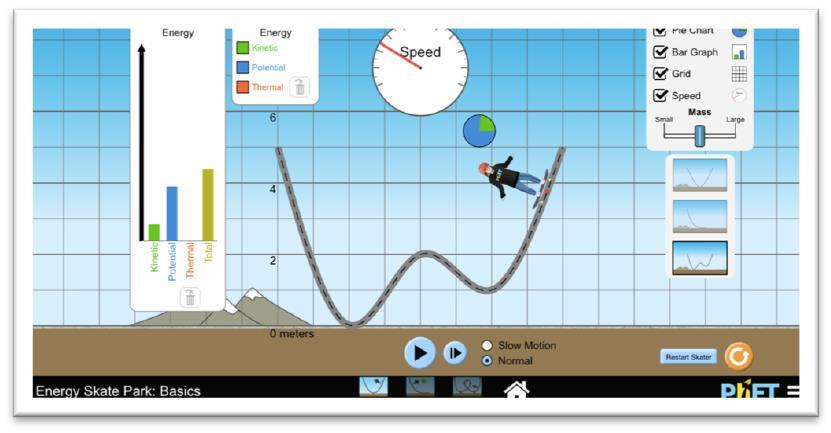 Energy
Kinetic
Potential
Thermal
Total
Energy
Kinetic
Potential
Thermal
Speed
Pie Chart
Bar Graph
Grid
Speed
Mass
Small
Large
6
4
2
0 meters
Slow Motion
Normal
Restart Skater
Energy Skate Park: Basics
PhET